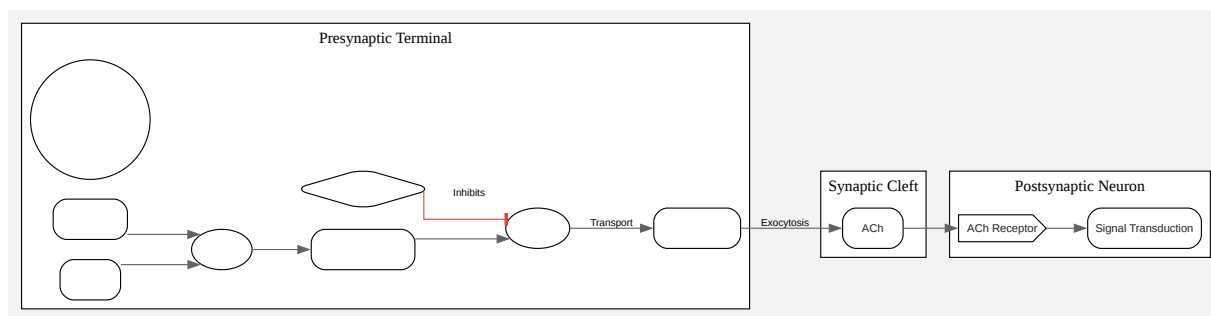 Presynaptic Terminal
Inhibits
Transport
Exocytosis
Synaptic Cleft
ACh
Postsynaptic Neuron
ACh Receptor
Signal Transduction